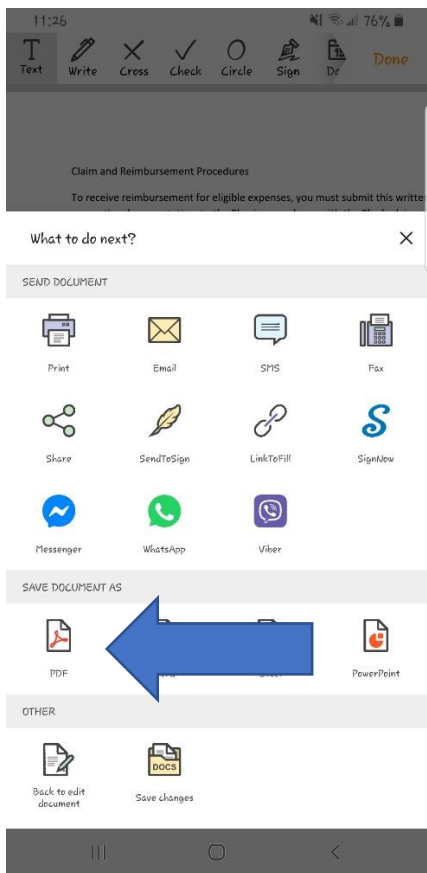 11:26 76%
T
Text Write Cross Check Circle Sign Da Done
Claim and Reimbursement Procedures
To receive reimbursement for eligible expenses, you must submit this writte
What to do next?
SEND DOCUMENT
Print Email SMS Fax
Share SendToSign LinkToFill SignNow
Messenger WhatsApp Viber
SAVE DOCUMENT AS
PDF PowerPoint
OTHER
DOCS
Back to edit
document Save changes